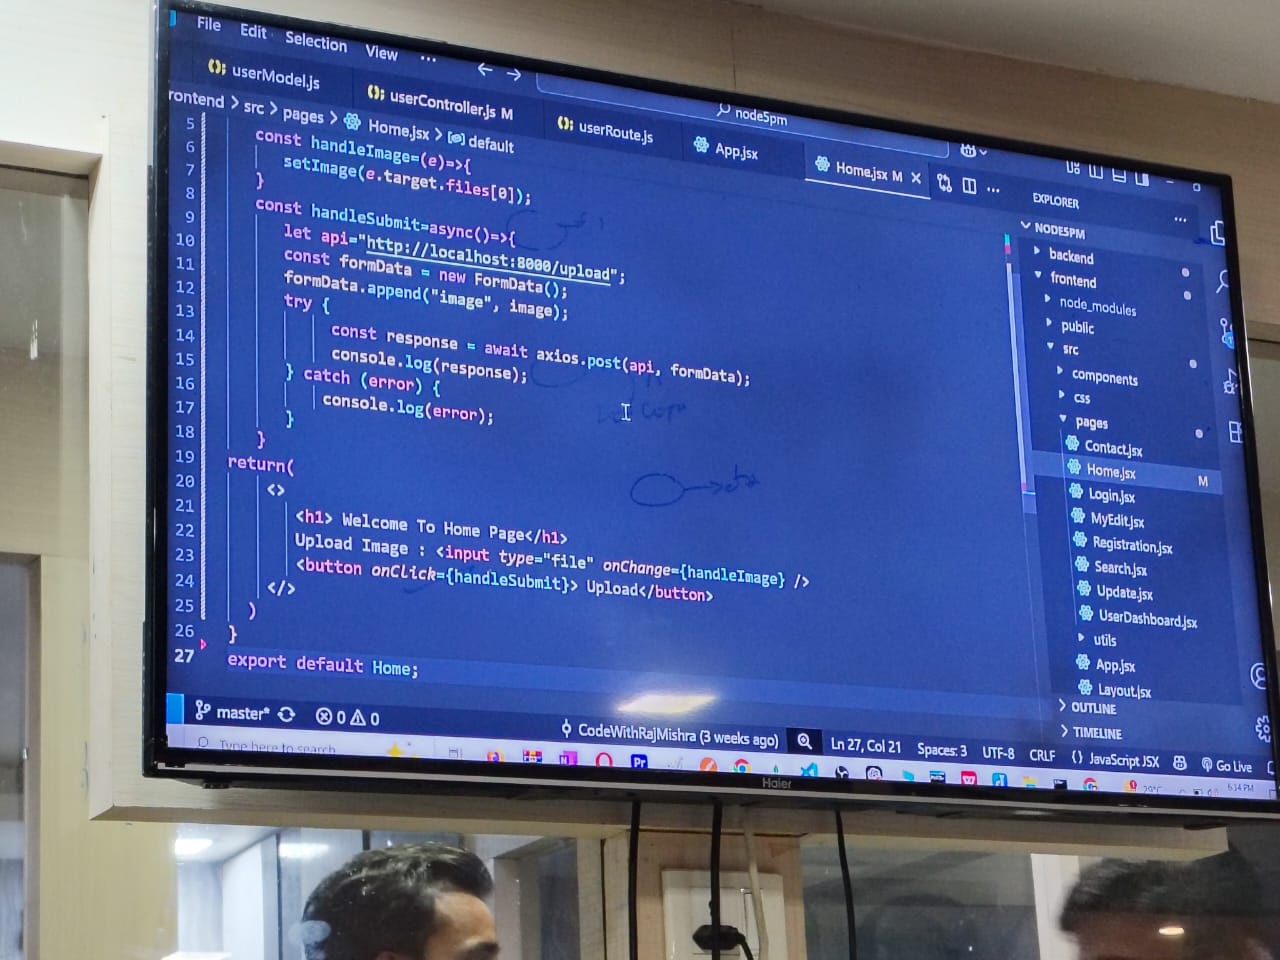 File Edit Selection View ...
node5pm
userModel.js
userController.js M
userRoute.js
App.jsx
Home.jsx M
rontend > src > pages > Home.jsx > default
5
6 const handleImage=(e)=>{
7 setImage(e.target.files[0]);
8 }
9 const handleSubmit=async()=>{
10 let api="http://localhost:8000/upload";
11 const formData = new FormData();
12 formData.append("image", image);
13 try {
14 const response = await axios.post(api, formData);
15 console.log(response);
16 } catch (error) {
17 console.log(error);
18 }
19 }
20 return(
21 <>
22 <h1> Welcome To Home Page</h1>
23 Upload Image : <input type="file" onChange={handleImage} />
24 <button onClick={handleSubmit}> Upload</button>
25 </>
26 )
27 }
export default Home;
EXPLORER
NODE5PM
backend
frontend
node_modules
public
src
components
css
pages
Contact.jsx
Home.jsx M
Login.jsx
MyEdit.jsx
Registration.jsx
Search.jsx
Update.jsx
UserDashboard.jsx
utils
App.jsx
Layout.jsx
OUTLINE
TIMELINE
master* 0 0 CodeWithRajMishra (3 weeks ago) Ln 27, Col 21 Spaces: 3 UTF-8 CRLF {} JavaScript JSX Go Live
Type here to search
Pr
29°C
6:34 PM
Haier